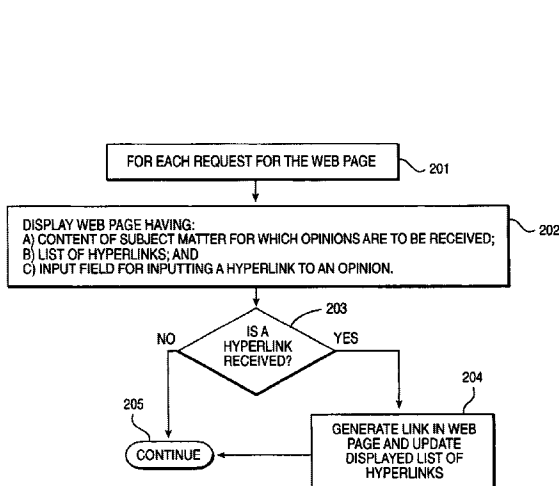 FOR EACH REQUEST FOR THE WEB PAGE
201
DISPLAY WEB PAGE HAVING:
A) CONTENT OF SUBJECT MATTER FOR WHICH OPINIONS ARE TO BE RECEIVED;
B) LIST OF HYPERLINKS; AND
C) INPUT FIELD FOR INPUTTING A HYPERLINK TO AN OPINION.
202
203
IS A
HYPERLINK
RECEIVED?
NO
YES
204
GENERATE LINK IN WEB
PAGE AND UPDATE
DISPLAYED LIST OF
HYPERLINKS
205
CONTINUE